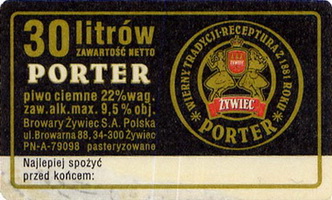 30 litrów
ZAWARTOŚĆ NETTO
PORTER
piwo ciemne 22% wag.
zaw. alk. max. 9,5% obj.
Browary Żywiec S.A. Polska
ul. Browarna 88, 34-300 Żywiec
PN-A-79098 pasteryzowane
Najlepiej spożyć
przed końcem:
WIERNY TRADYCJI-RECEPTURA Z 1881 ROKU
ŻYWIEC
PORTER